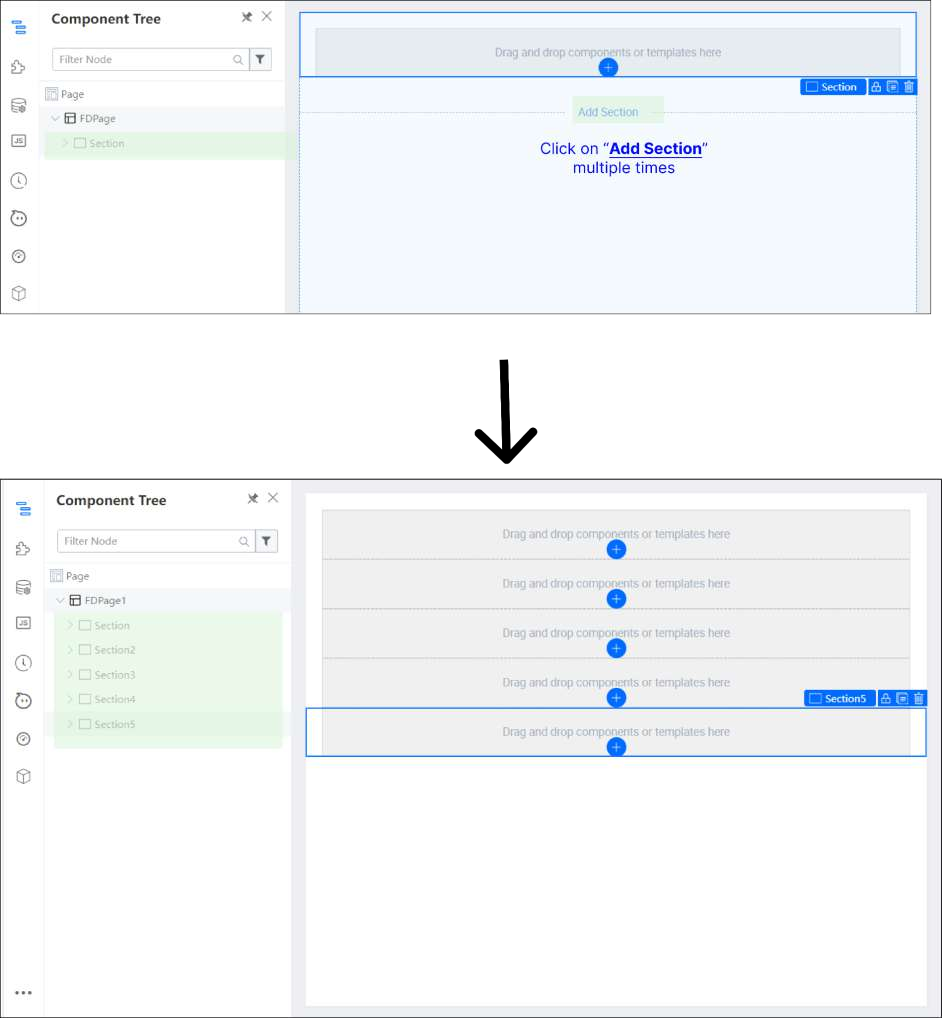 Component Tree
Filter Node
Page
FDPage
Section
Drag and drop components or templates here
Section
Add Section
Click on “Add Section”
multiple times
JS
Component Tree
Filter Node
Page
FDPage1
Section
Section2
Section3
Section4
Section5
JS
Drag and drop components or templates here
Drag and drop components or templates here
Drag and drop components or templates here
Drag and drop components or templates here
Section5
Drag and drop components or templates here